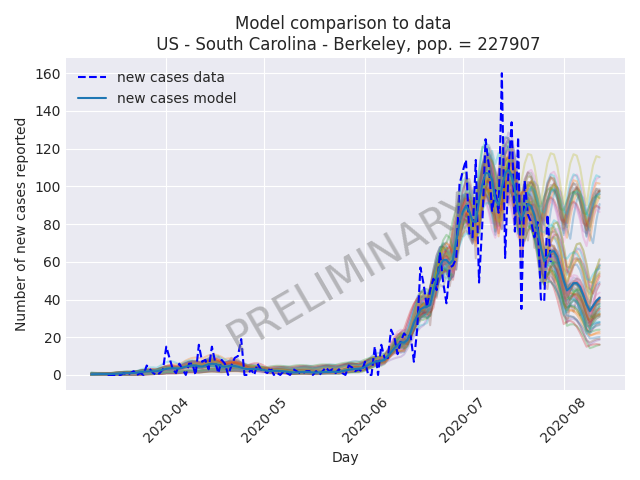 Model comparison to data
US - South Carolina - Berkeley, pop. = 227907
new cases data
new cases model
PRELIMINARY
Number of new cases reported
160
140
120
100
80
60
40
20
0
2020-04
2020-05
2020-06
2020-07
2020-08
Day